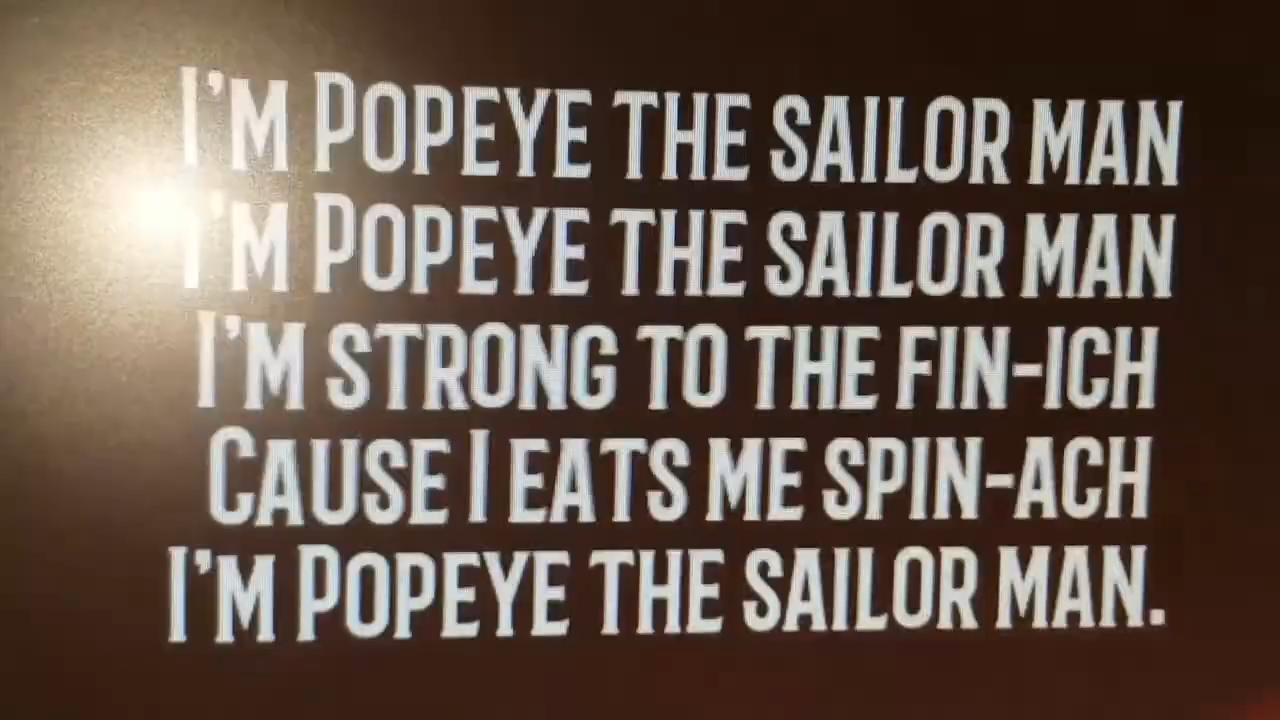 I'm Popeye the sailor man
I'm Popeye the sailor man
I'm strong to the fin-ich
Cause I eats me spin-ach
I'm Popeye the sailor man.